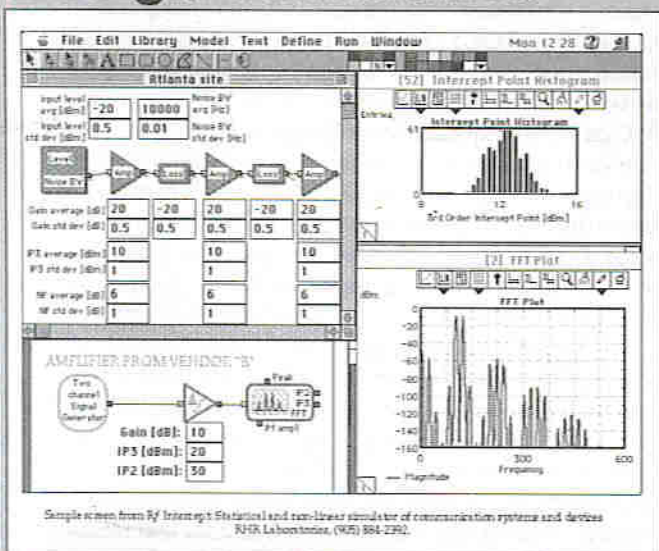 File Edit Library Model Text Define Run Window Mon 12 28
Atlanta site
Input level avg [dBm] -20 10000 Noise BW avg [Hz]
Input level std dev [dBm] 0.5 0.01 Noise BW std dev [Hz]
Level
Noise BW
Amp Loss Amp Loss Amp
Gain average [dB] 20 -20 20 -20 20
Gain std dev [dB] 0.5 0.5 0.5 0.5 0.5
IP3 average [dBm] 10 10 10
IP3 std dev [dBm] 1 1 1
NF average [dB] 6 6 6
NF std dev [dB] 1 1 1
AMPLIFIER FROM VENDOR "B"
Two channel Signal Generator
Peak
IP2
IP3
FFT
Gain [dB]: 10
IP3 [dBm]: 20
IP2 [dBm]: 30
[52] Intercept Point Histogram
Entries
Intercept Point Histogram
61
0
8 12 16
3rd Order Intercept Point [dBm]
[2] FFT Plot
dBm
FFT Plot
-20
-40
-60
-80
-100
-120
-140
-160
0 300 600
Frequency
Magnitude
Sample screen from Rf Intercept Statistical and non-linear simulator of communication systems and devices
RHR Laboratories, (905) 884-2392.